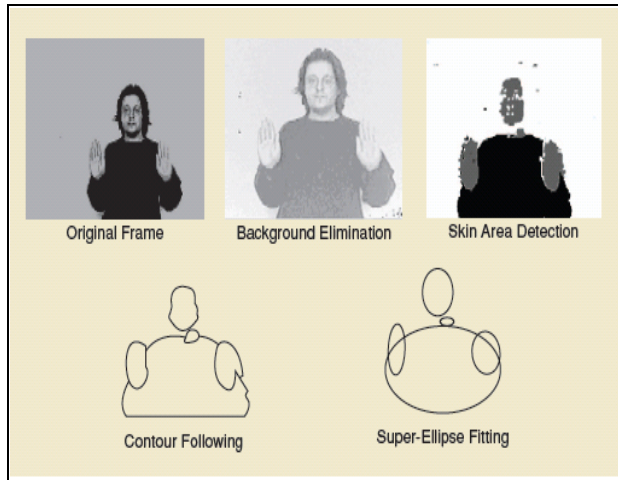 Original Frame
Background Elimination
Skin Area Detection
Contour Following
Super-Ellipse Fitting